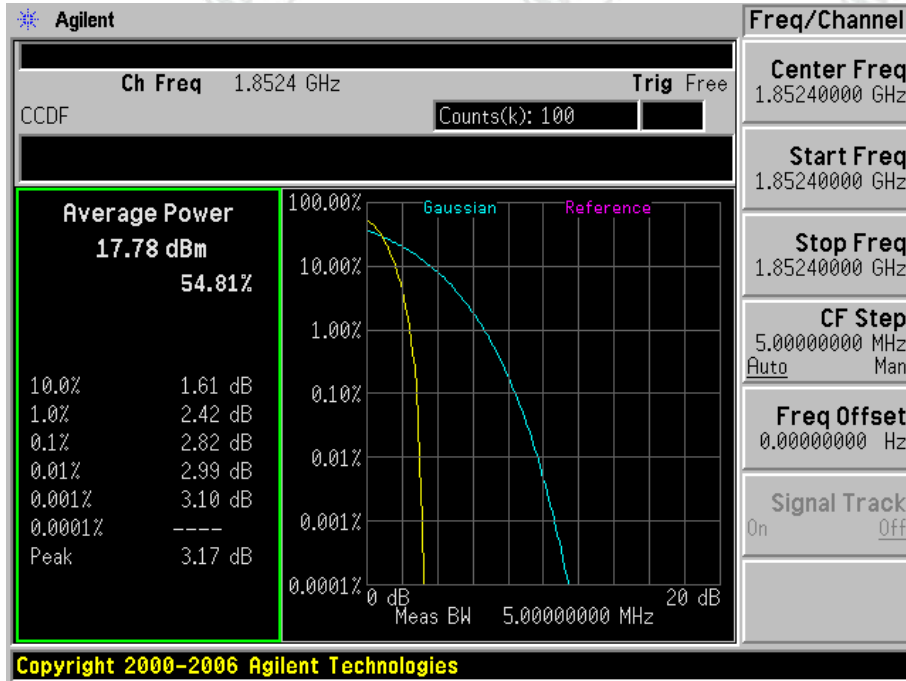 Agilent
Freq/Channel
Ch Freq 1.8524 GHz Trig Free
CCDF Counts(k): 100
Average Power
17.78 dBm
54.81%
10.0% 1.61 dB
1.0% 2.42 dB
0.1% 2.82 dB
0.01% 2.99 dB
0.001% 3.10 dB
0.0001% ----
Peak 3.17 dB
Gaussian Reference
100.00%
10.00%
1.00%
0.10%
0.01%
0.001%
0.0001%
0 dB 20 dB
Meas BW 5.00000000 MHz
Center Freq
1.85240000 GHz
Start Freq
1.85240000 GHz
Stop Freq
1.85240000 GHz
CF Step
5.00000000 MHz
Auto Man
Freq Offset
0.00000000 Hz
Signal Track
On Off
Copyright 2000-2006 Agilent Technologies